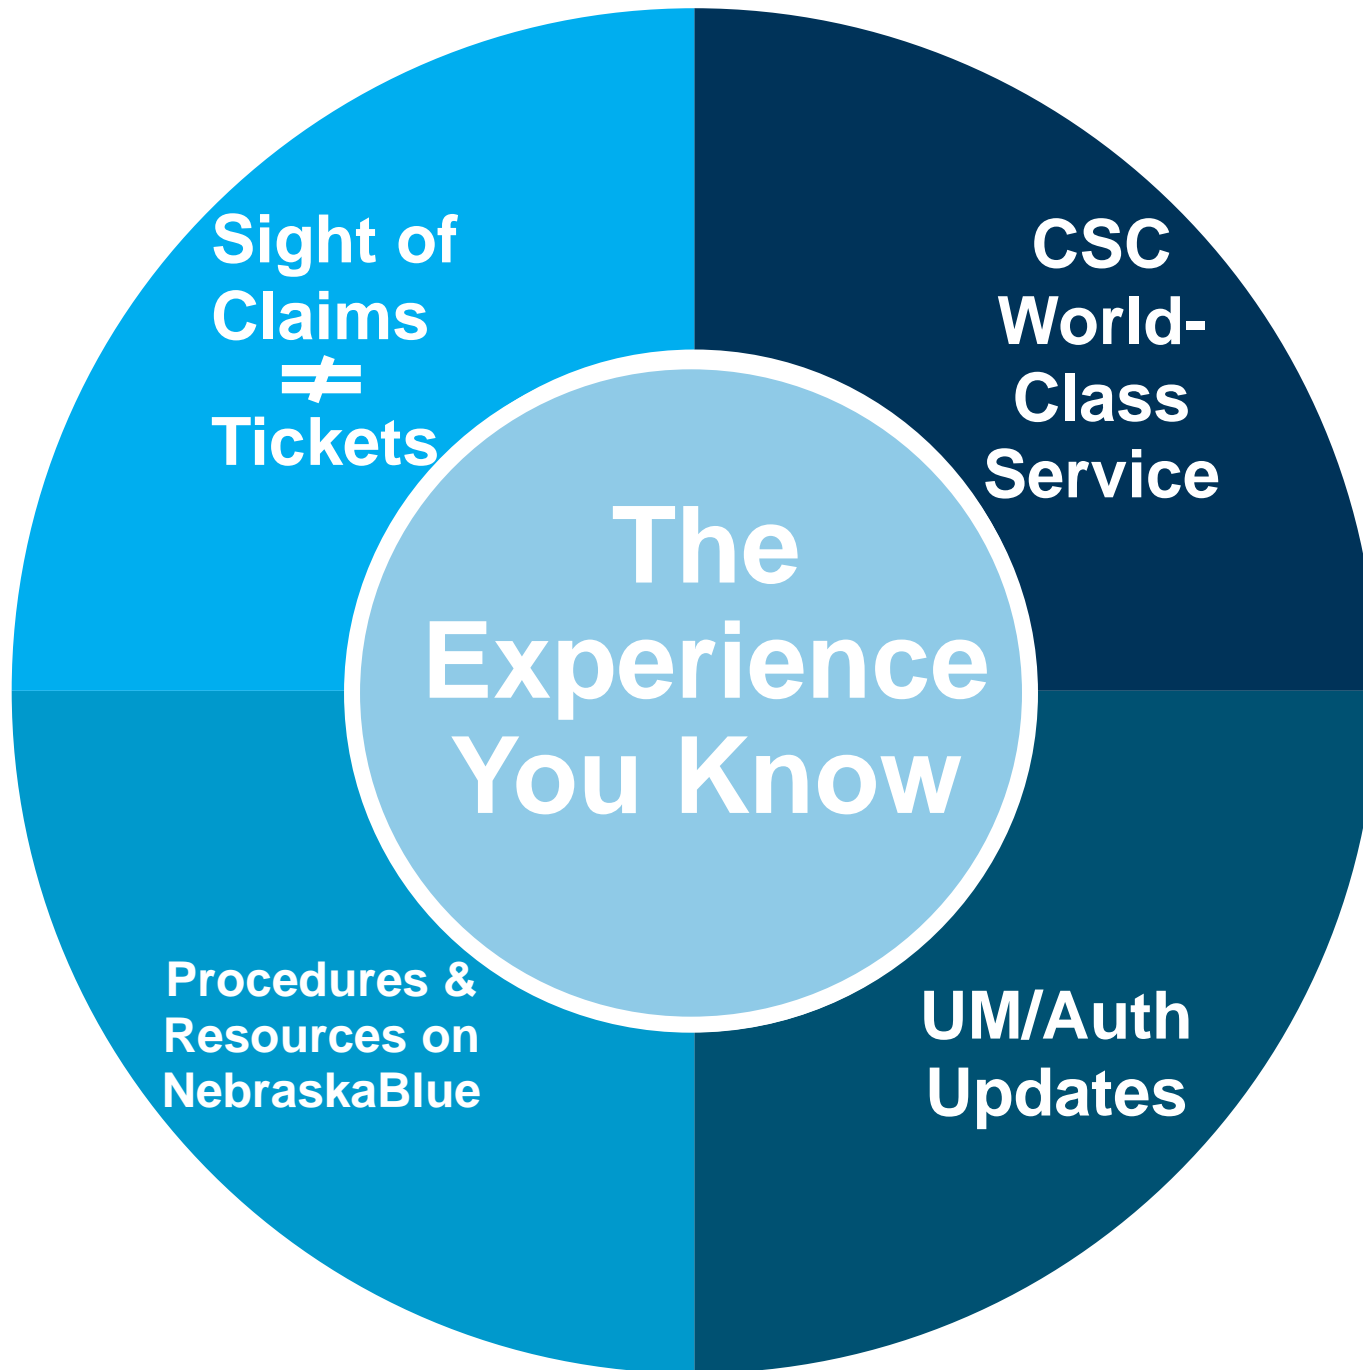 Sight of
Claims
≠
Tickets
CSC
World-
Class
Service
The
Experience
You Know
Procedures &
Resources on
NebraskaBlue
UM/Auth
Updates